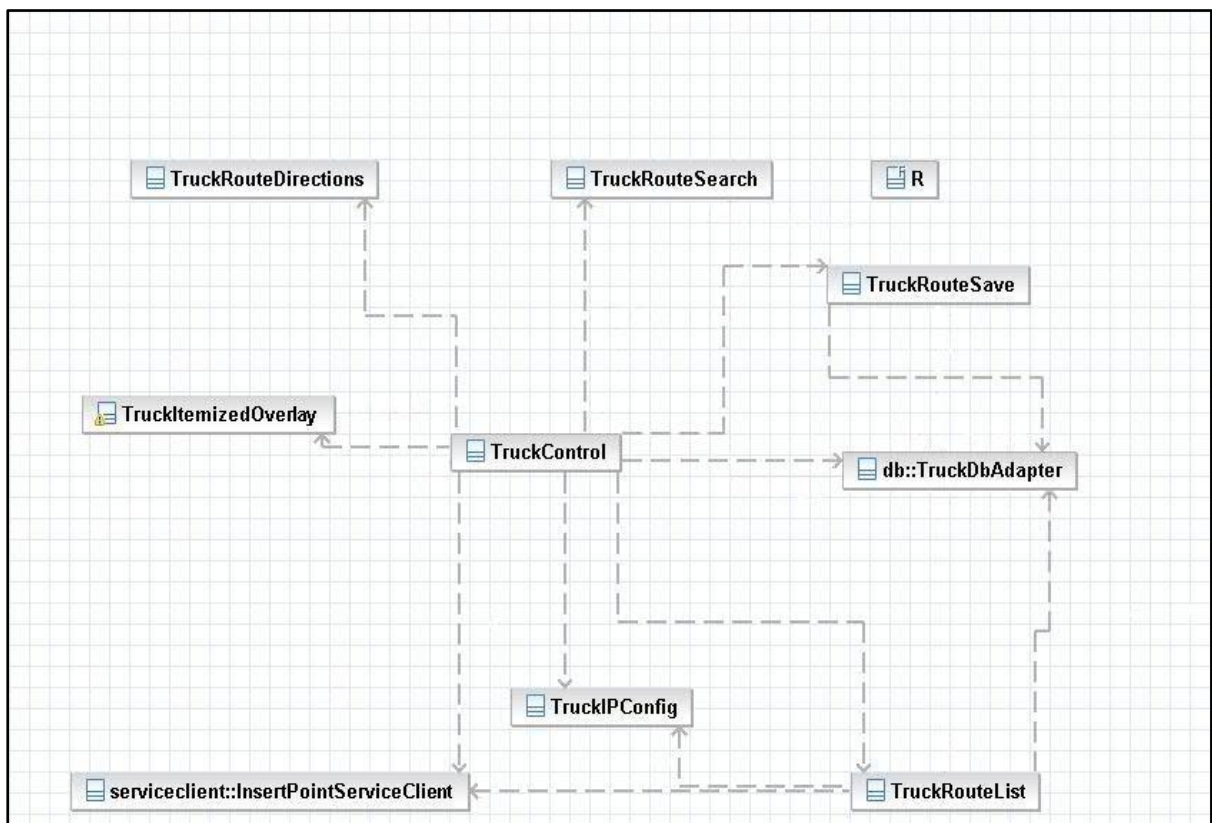 TruckRouteDirections
TruckRouteSearch
R
TruckRouteSave
TruckItemizedOverlay
TruckControl
db::TruckDbAdapter
TruckIPConfig
serviceclient::InsertPointServiceClient
TruckRouteList